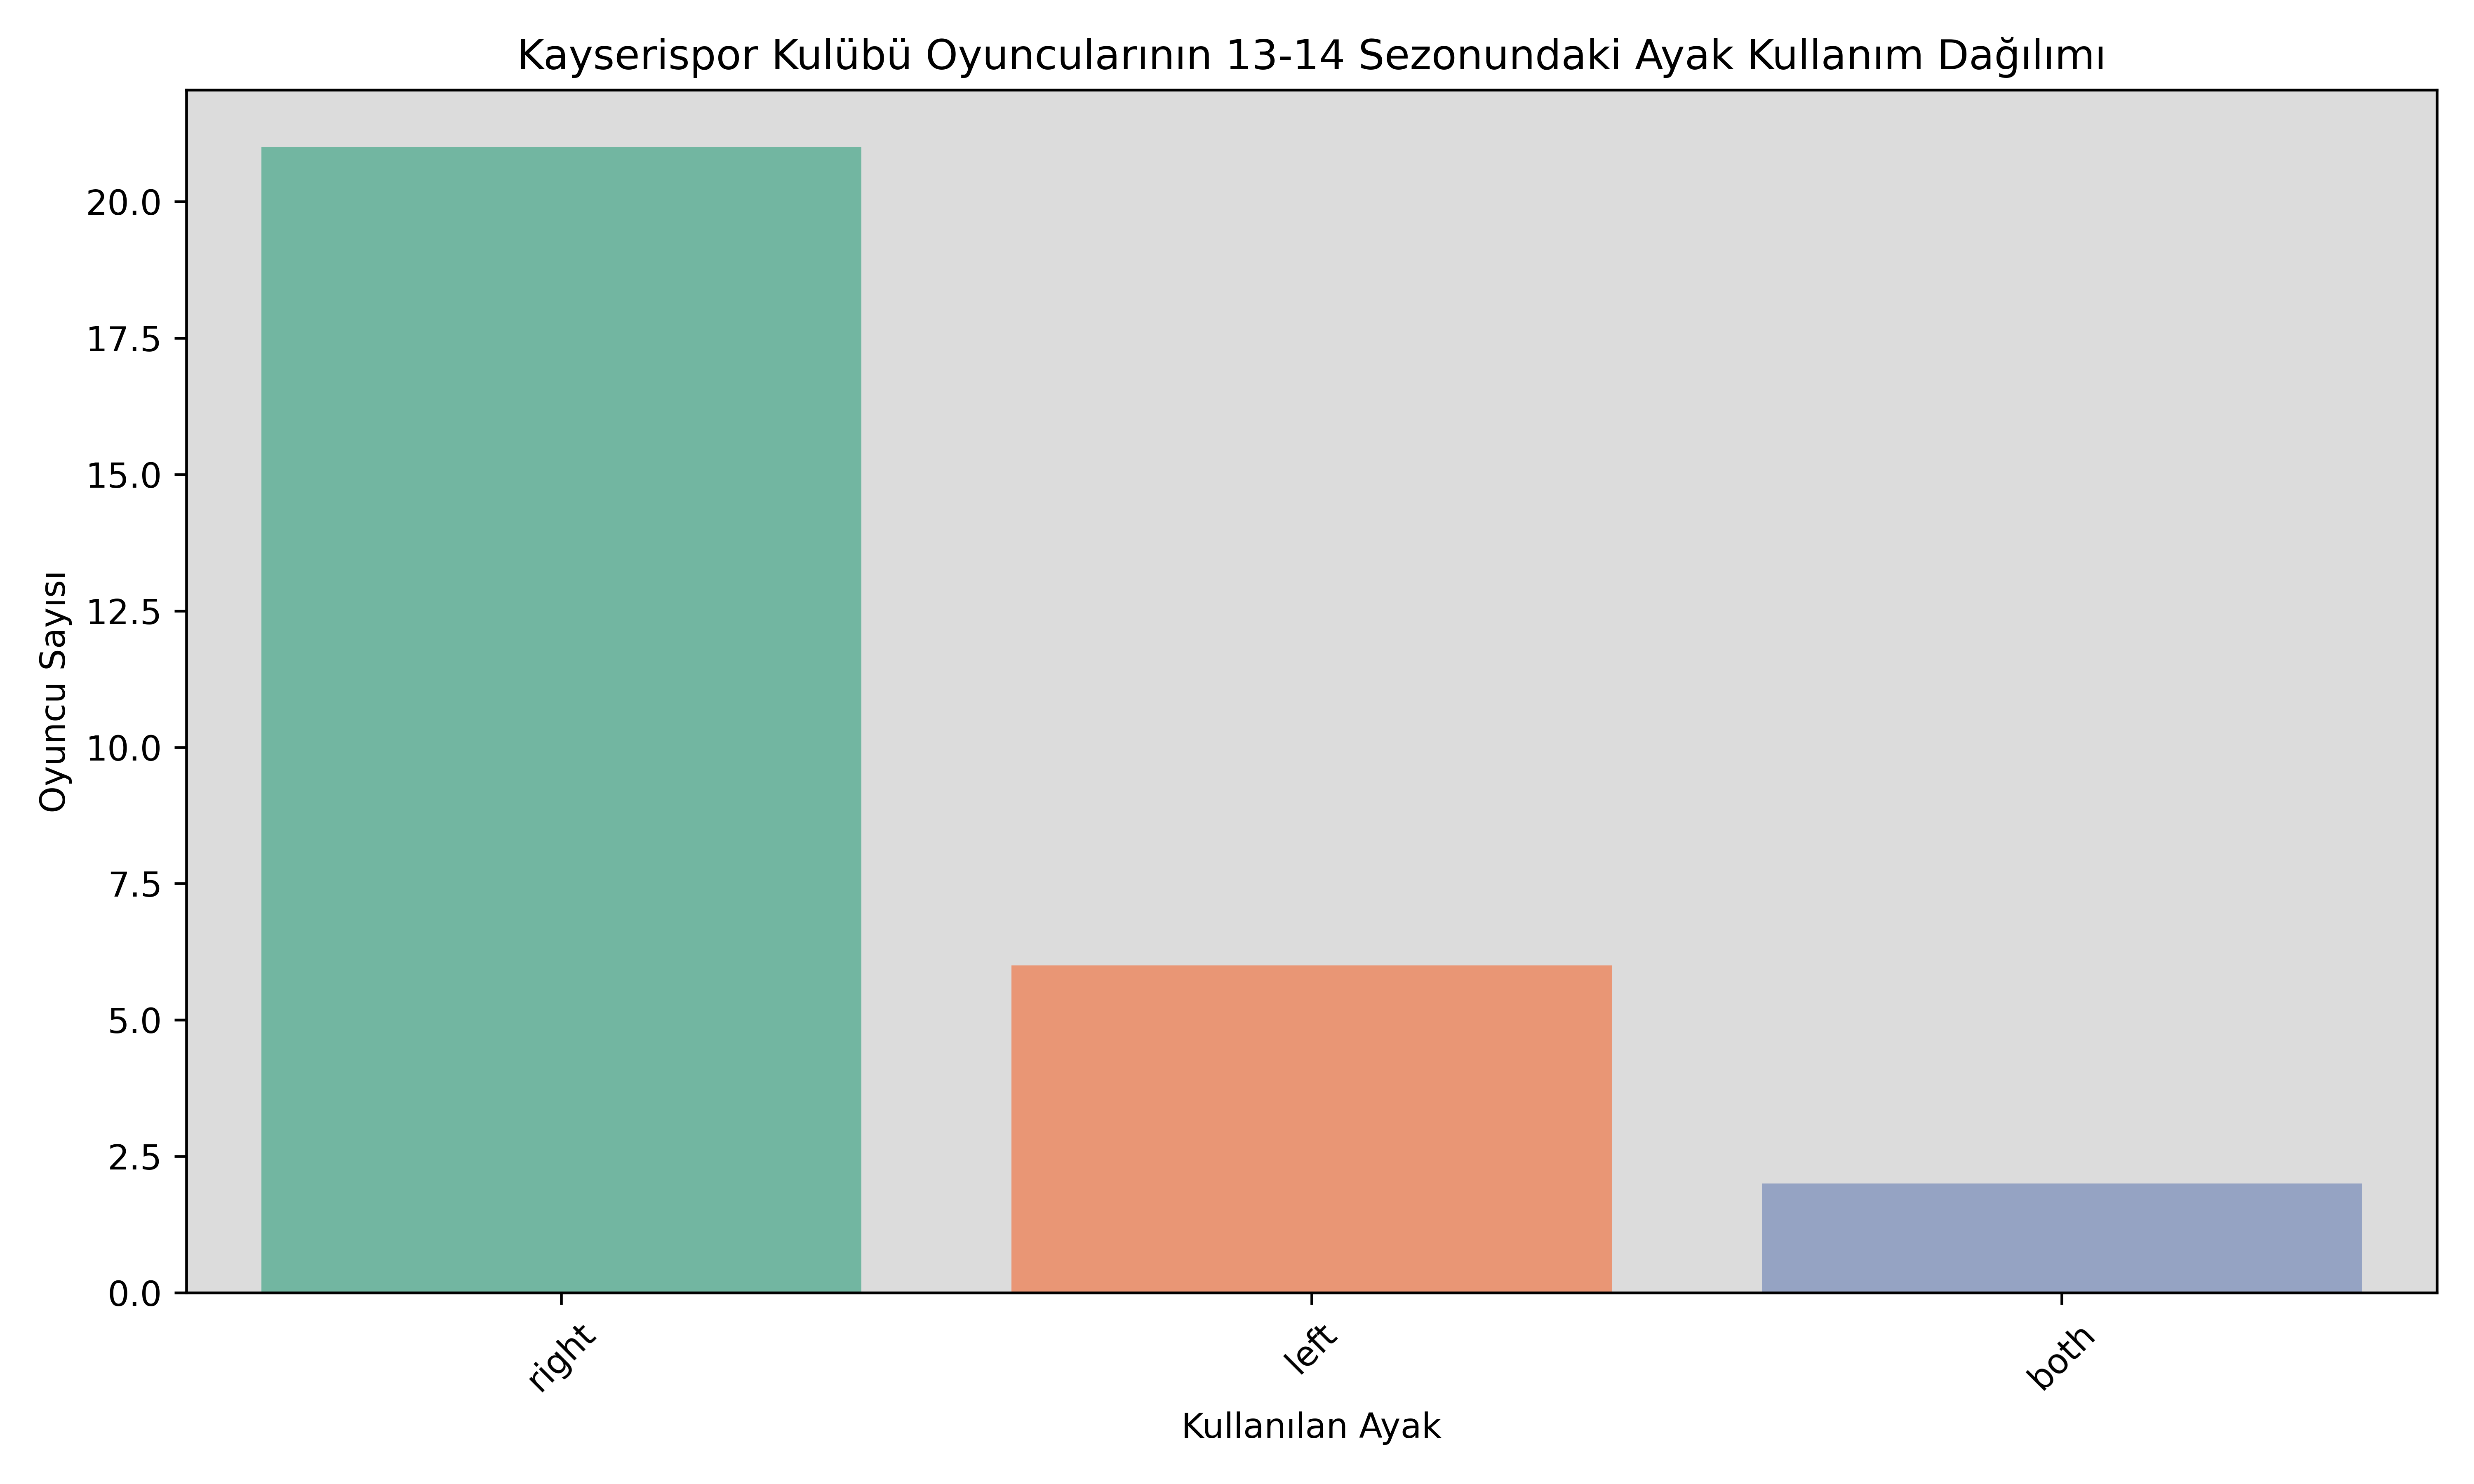 Kayserispor Kulübü Oyuncularının 13-14 Sezonundaki Ayak Kullanım Dağılımı
Oyuncu Sayısı
20.0
17.5
15.0
12.5
10.0
7.5
5.0
2.5
0.0
right
left
both
Kullanılan Ayak